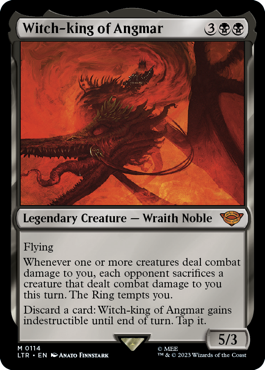 Witch-king of Angmar 3
Legendary Creature — Wraith Noble
Flying
Whenever one or more creatures deal combat
damage to you, each opponent sacrifices a
creature that dealt combat damage to you
this turn. The Ring tempts you.
Discard a card: Witch-king of Angmar gains
indestructible until end of turn. Tap it.
5/3
M 0114
LTR • EN Anato Finnstark
© MEE
™ & © 2023 Wizards of the Coast